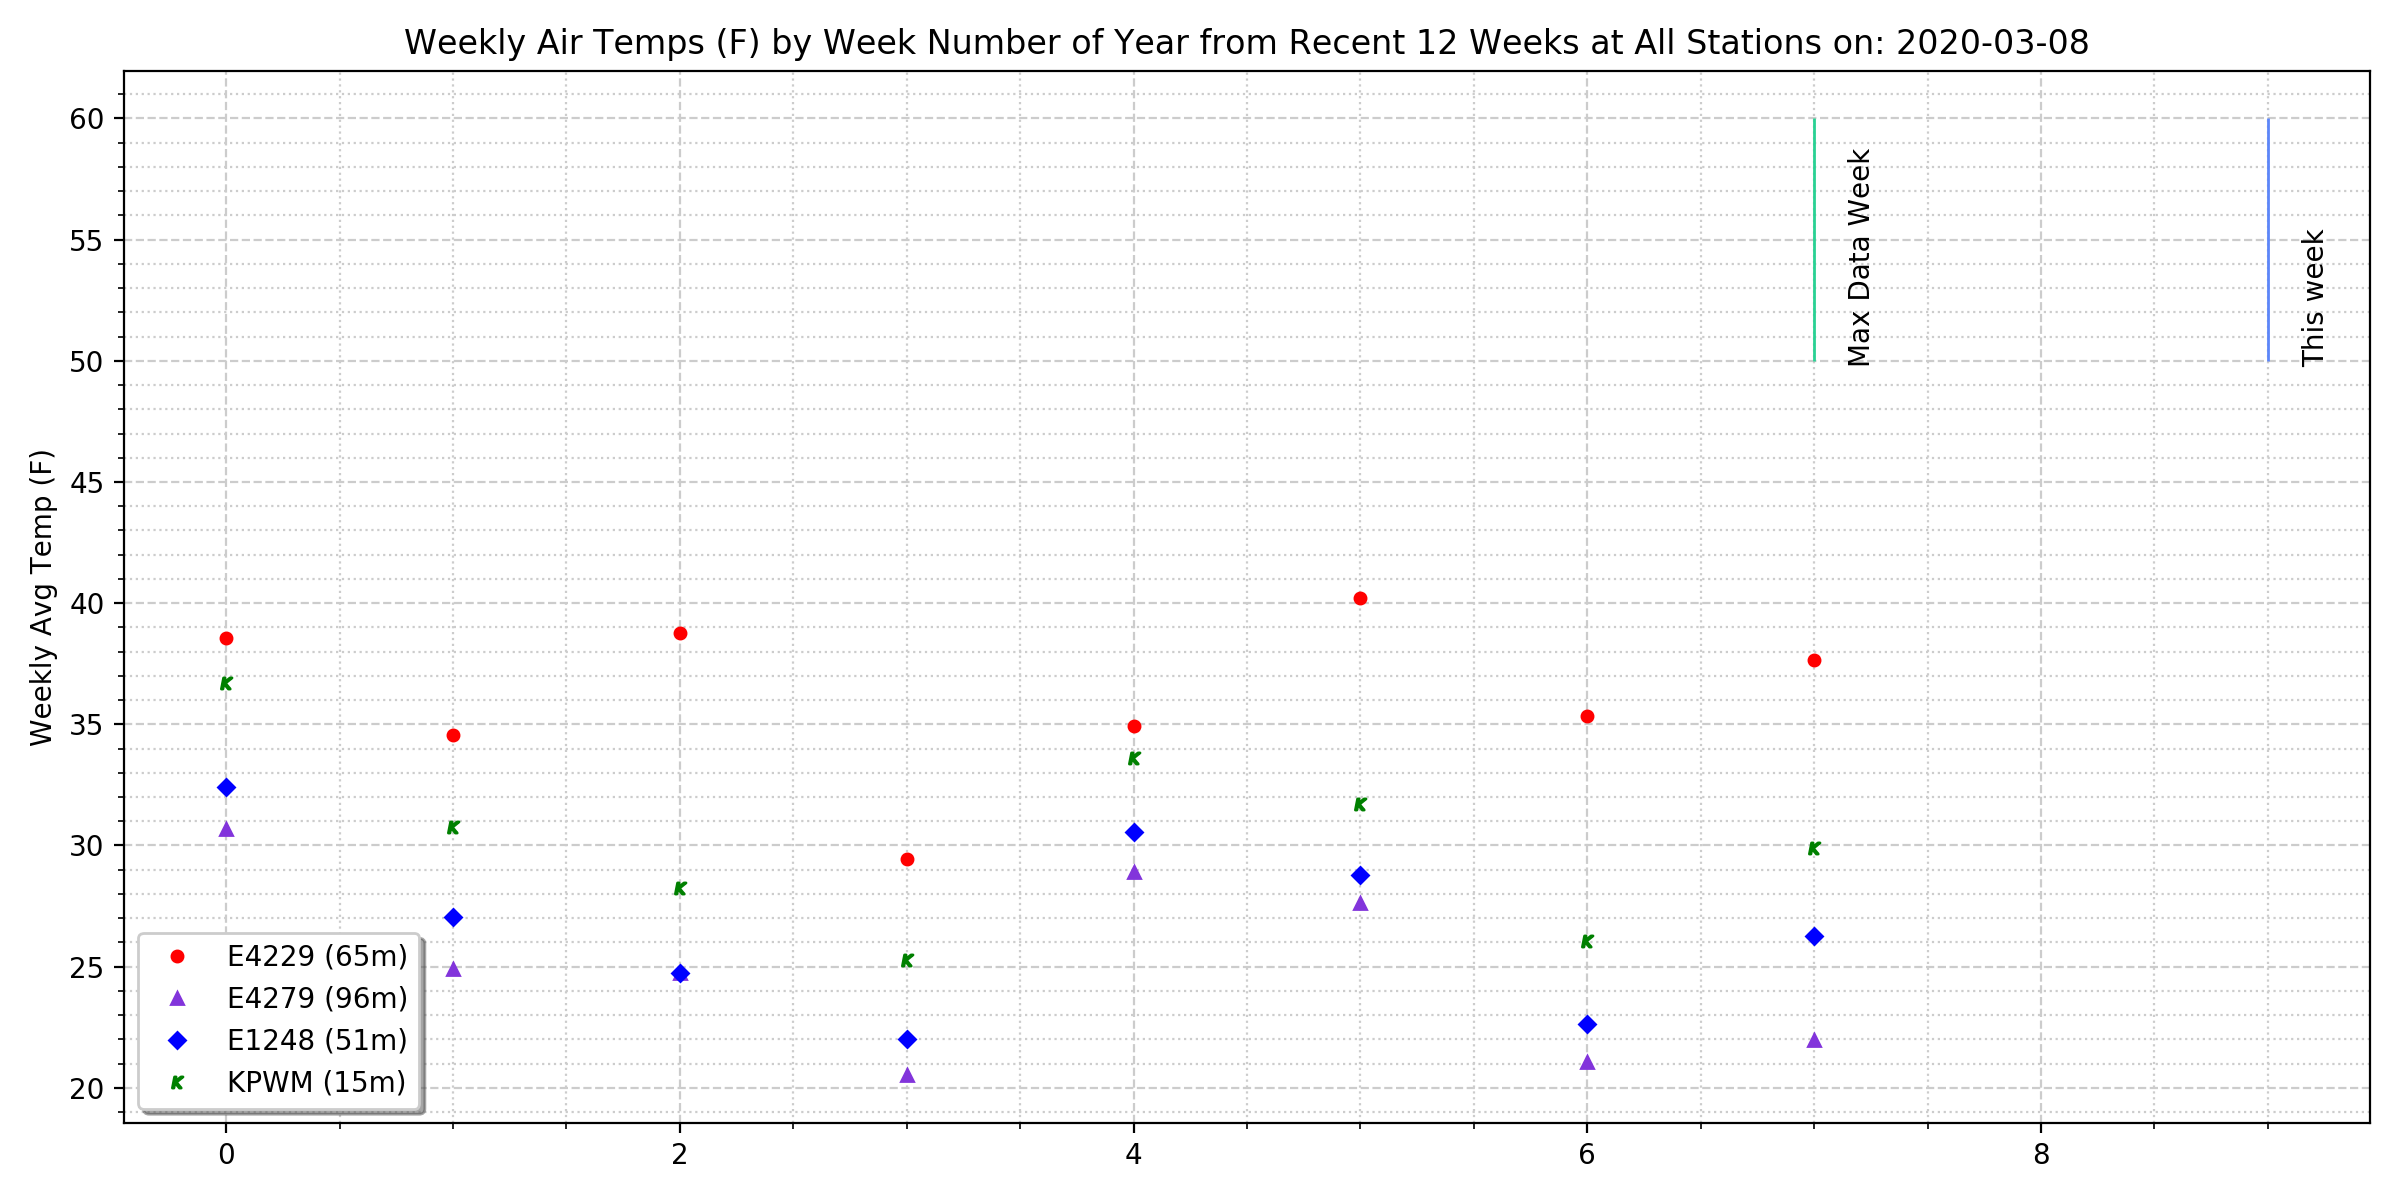 Weekly Air Temps (F) by Week Number of Year from Recent 12 Weeks at All Stations on: 2020-03-08
Weekly Avg Temp (F)
60
55
50
45
40
35
30
25
20
Max Data Week
This week
E4229 (65m)
E4279 (96m)
E1248 (51m)
KPWM (15m)
0 2 4 6 8